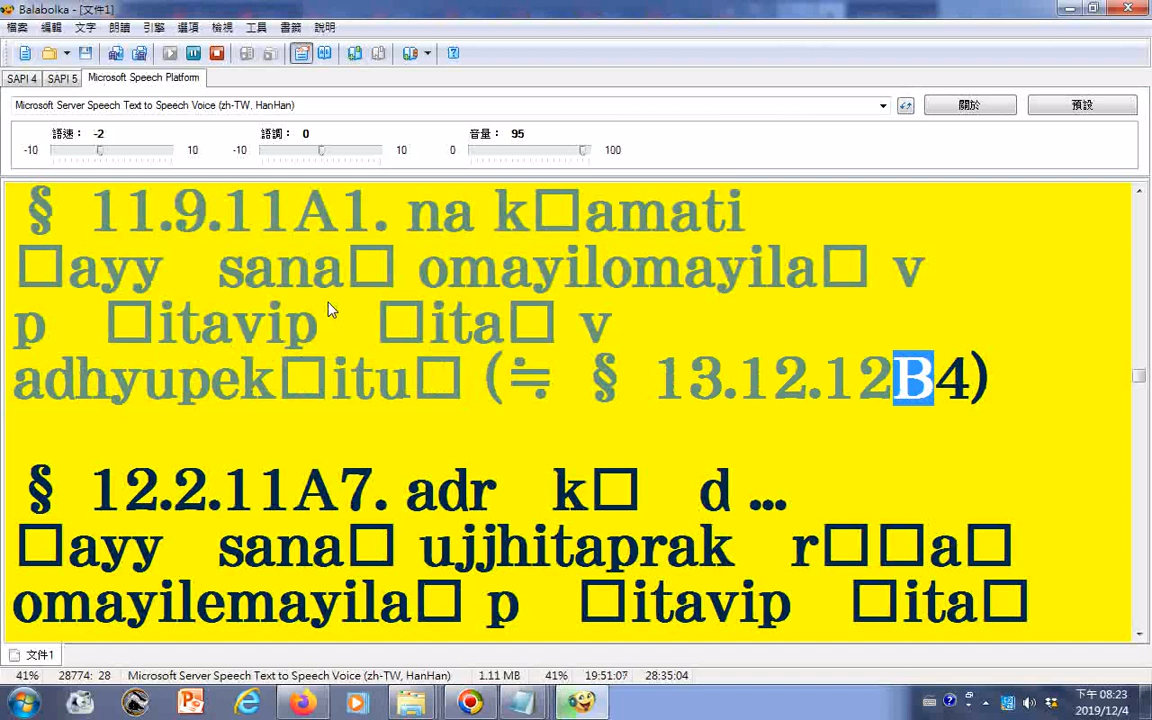 Balabolka - [文件1]
檔案 編輯 文字 朗讀 引擎 選項 檢視 工具 書籤 說明
SAPI 4 SAPI 5 Microsoft Speech Platform
Microsoft Server Speech Text to Speech Voice (zh-TW, HanHan) 關於 預設
語速： -2 語調： 0 音量： 95
-10 10 -10 10 0 100
§ 11.9.11A1. na k□amati
□ayy sana□ omayilomayila□ v
p □itavip □ita□ v
adhyupek□itu□ (≒ § 13.12.12B4)
§ 12.2.11A7. adr k□ d ...
□ayy sana□ ujjhitaprak r□□a□
omayilemayila□ p □itavip □ita□
文件1
41% 28774: 28 Microsoft Server Speech Text to Speech Voice (zh-TW, HanHan) 1.11 MB 41% 19:51:07 28:35:04
下午 08:23
2019/12/4